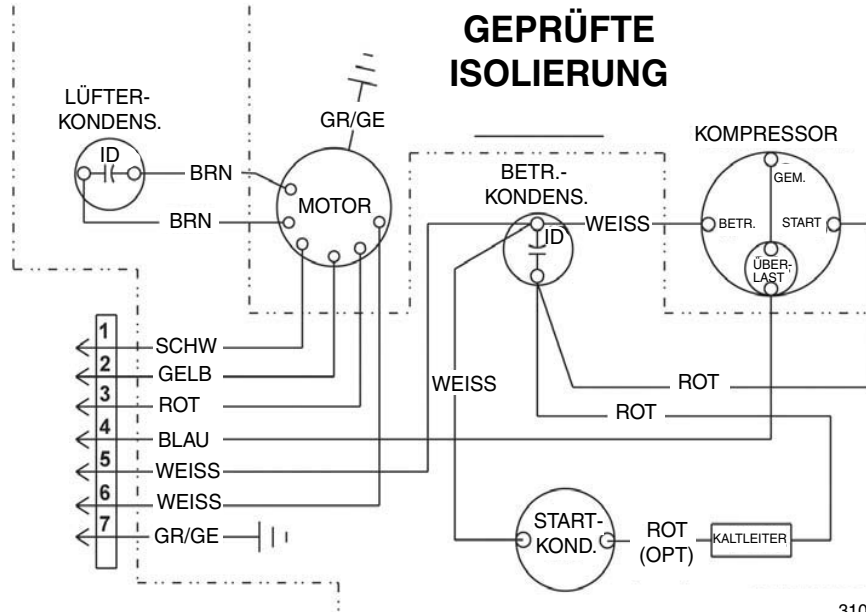 GEPRÜFTE
ISOLIERUNG
LÜFTER-
KONDENS.
ID
BRN
BRN
GR/GE
MOTOR
BETR.-
KONDENS.
ID
WEISS
KOMPRESSOR
GEM.
BETR.
START
ÜBER-
LAST
1
SCHW
2
GELB
3
ROT
4
BLAU
5
WEISS
6
WEISS
7
GR/GE
WEISS
ROT
ROT
START-
KOND.
ROT
(OPT)
KALTLEITER
310